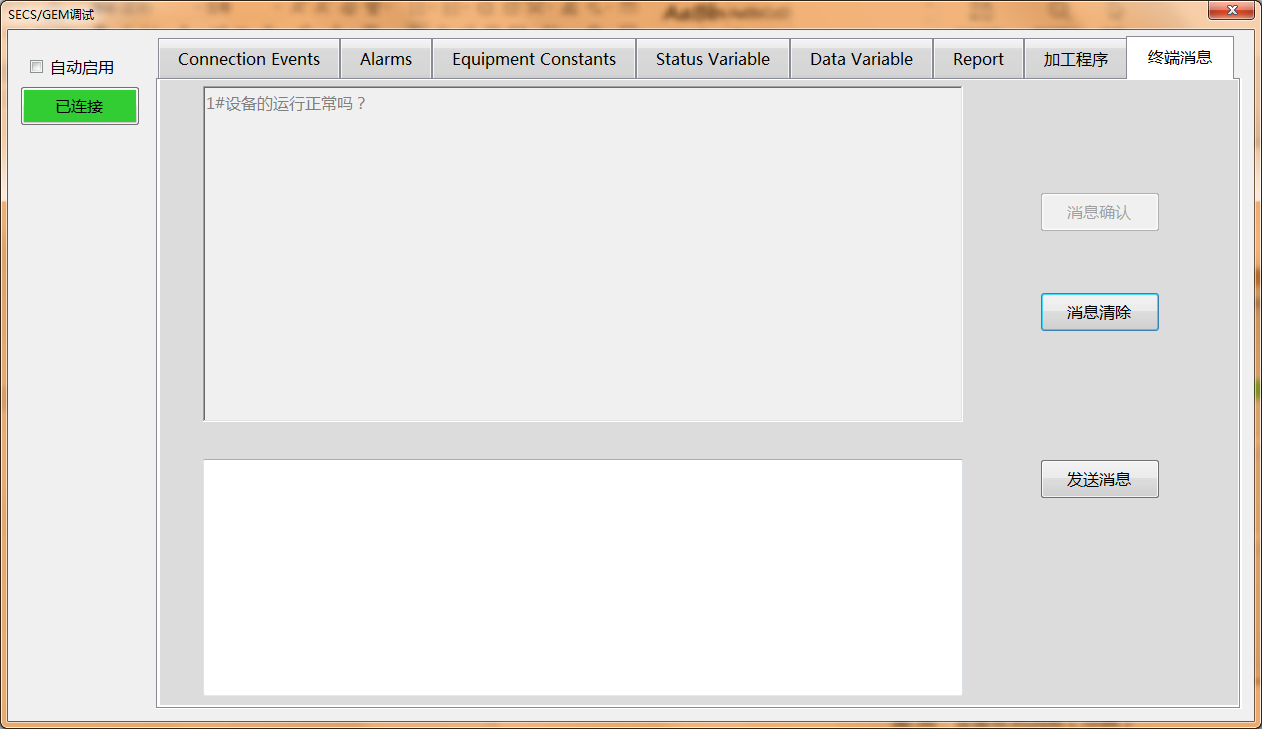 SECS/GEM调试
自动启用
已连接
Connection Events
Alarms
Equipment Constants
Status Variable
Data Variable
Report
加工程序
终端消息
1#设备的运行正常吗？
消息确认
消息清除
发送消息